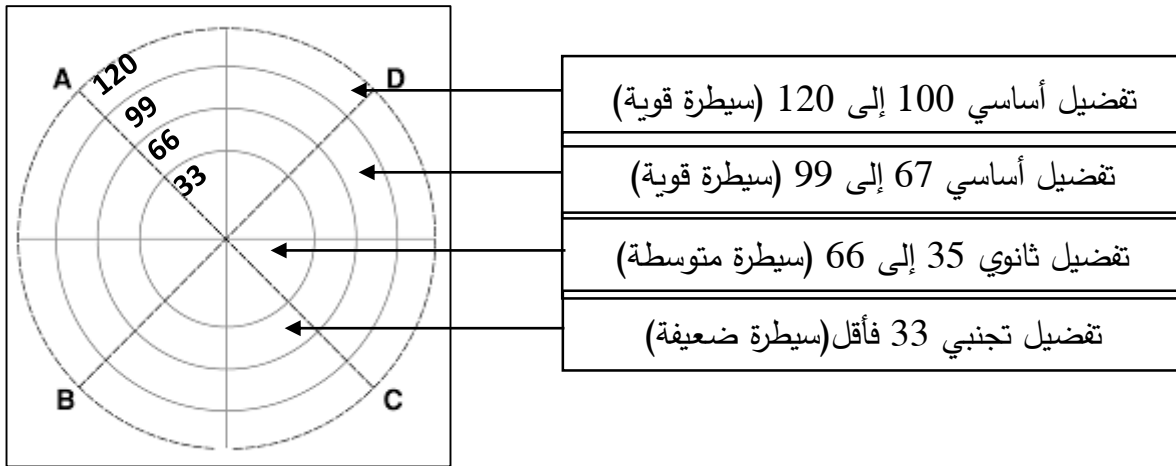 A
120
99
66
33
D
B
C
تفضيل أساسي 100 إلى 120 (سيطرة قوية)
تفضيل أساسي 67 إلى 99 (سيطرة قوية)
تفضيل ثانوي 35 إلى 66 (سيطرة متوسطة)
تفضيل تجنبي 33 فأقل(سيطرة ضعيفة)